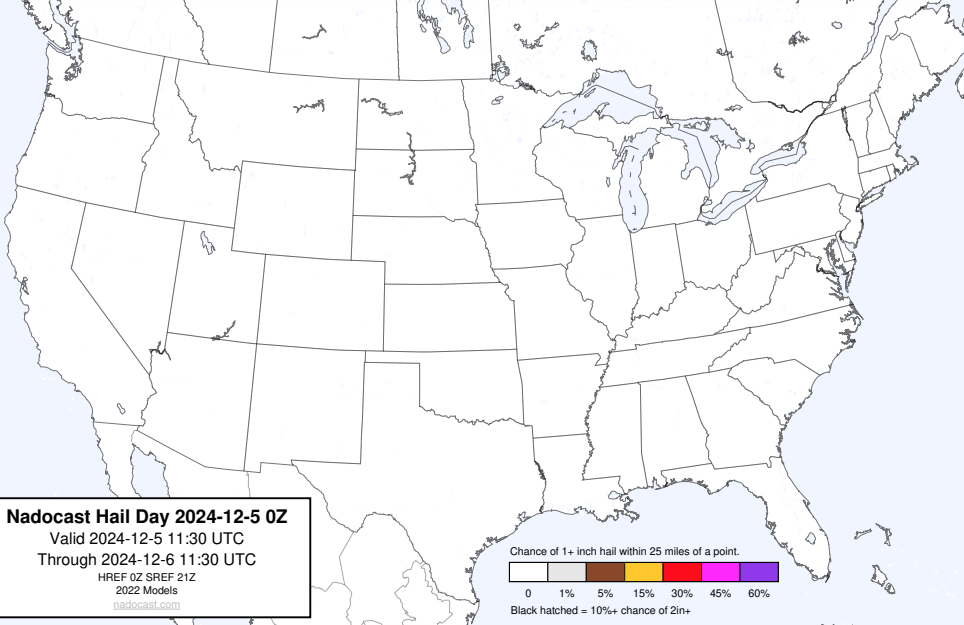 Nadocast Hail Day 2024-12-5 0Z
Valid 2024-12-5 11:30 UTC
Through 2024-12-6 11:30 UTC
HREF 0Z SREF 21Z
2022 Models
nadocast.com
Chance of 1+ inch hail within 25 miles of a point.
0 1% 5% 15% 30% 45% 60%
Black hatched = 10%+ chance of 2in+